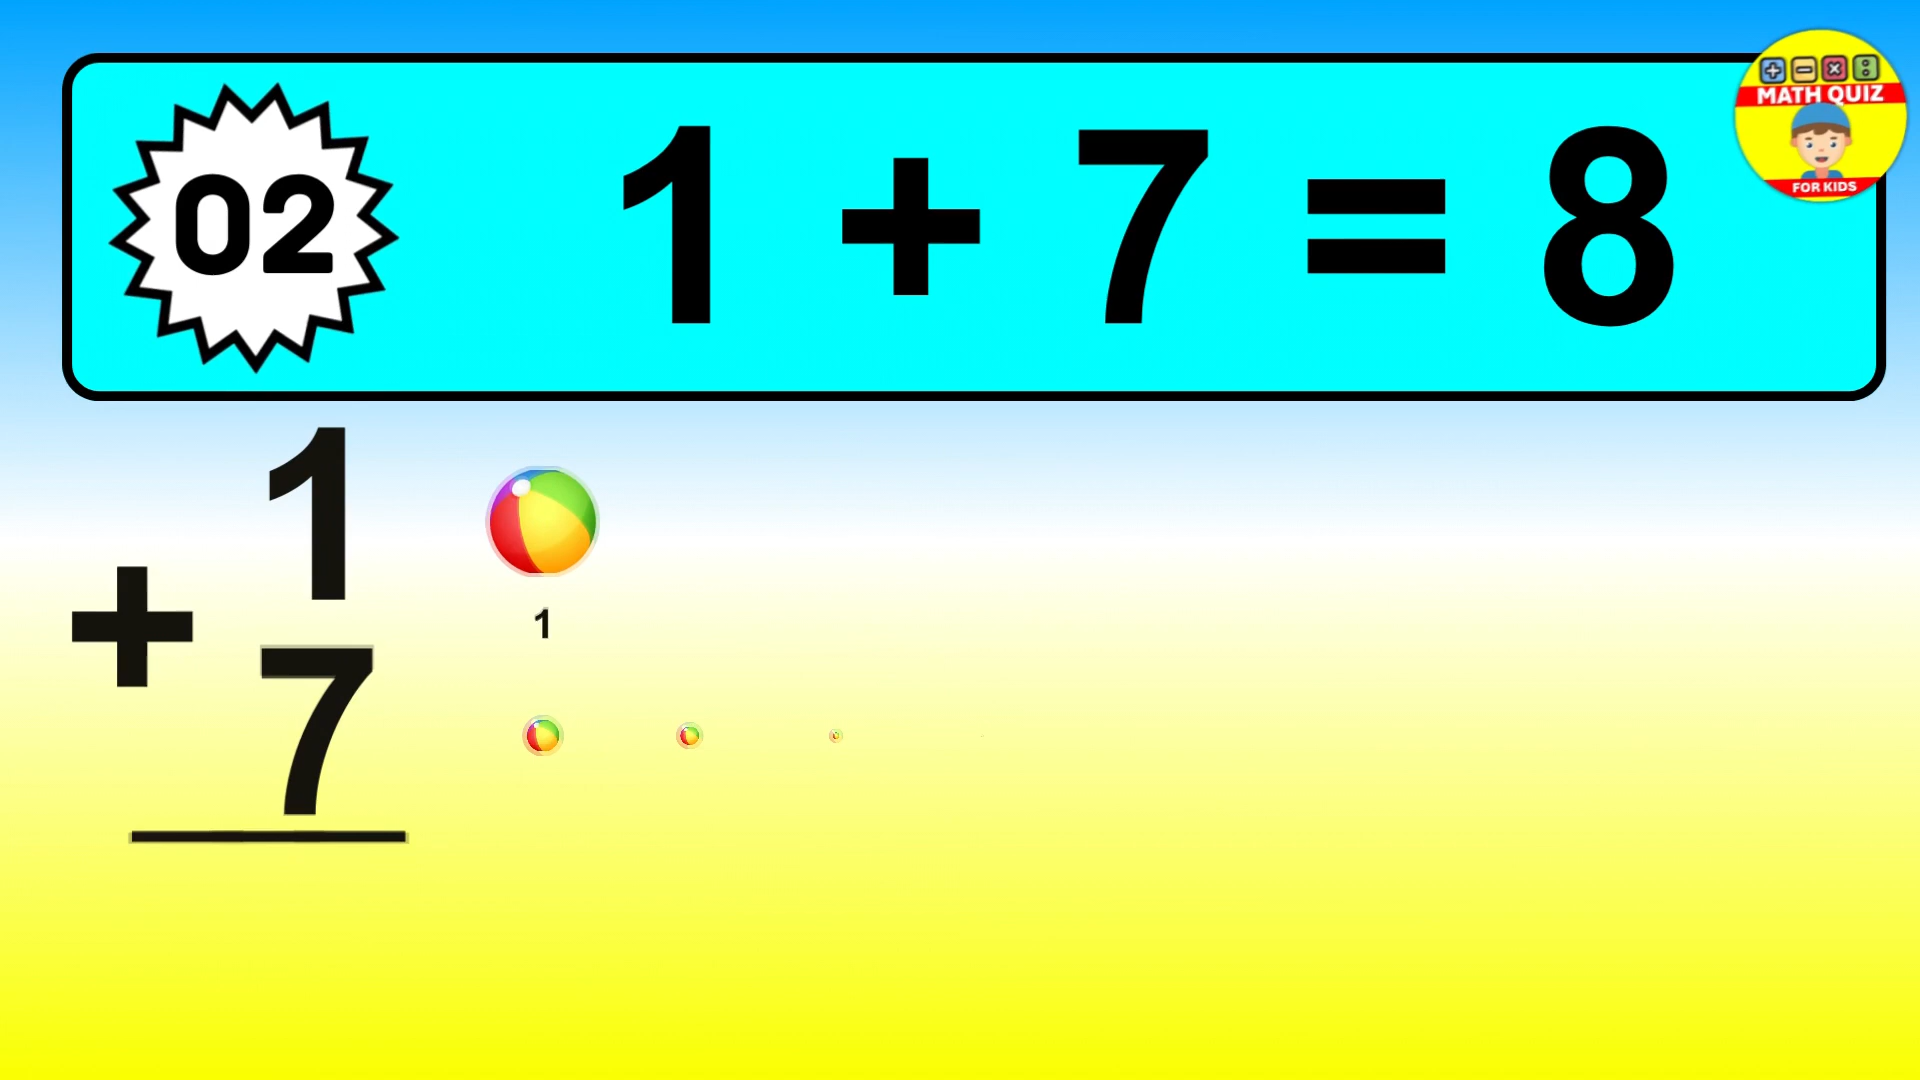 02
1 + 7 = 8
MATH QUIZ
FOR KIDS
1
+
7
1